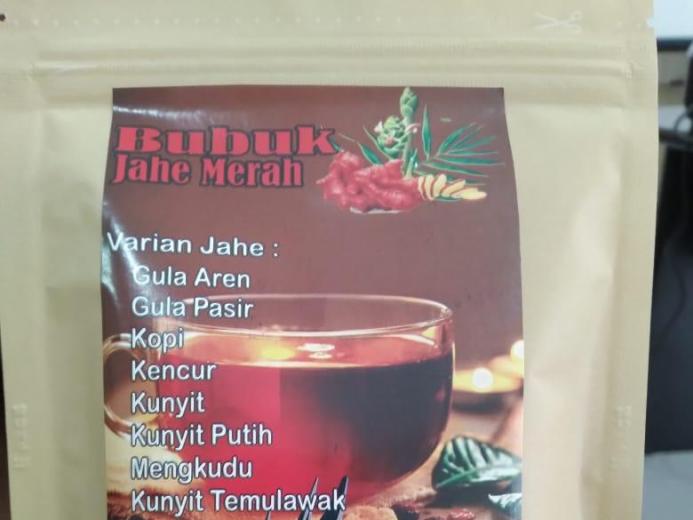 Bubuk
Jahe Merah
Varian Jahe :
Gula Aren
Gula Pasir
Kopi
Kencur
Kunyit
Kunyit Putih
Mengkudu
Kunyit Temulawak